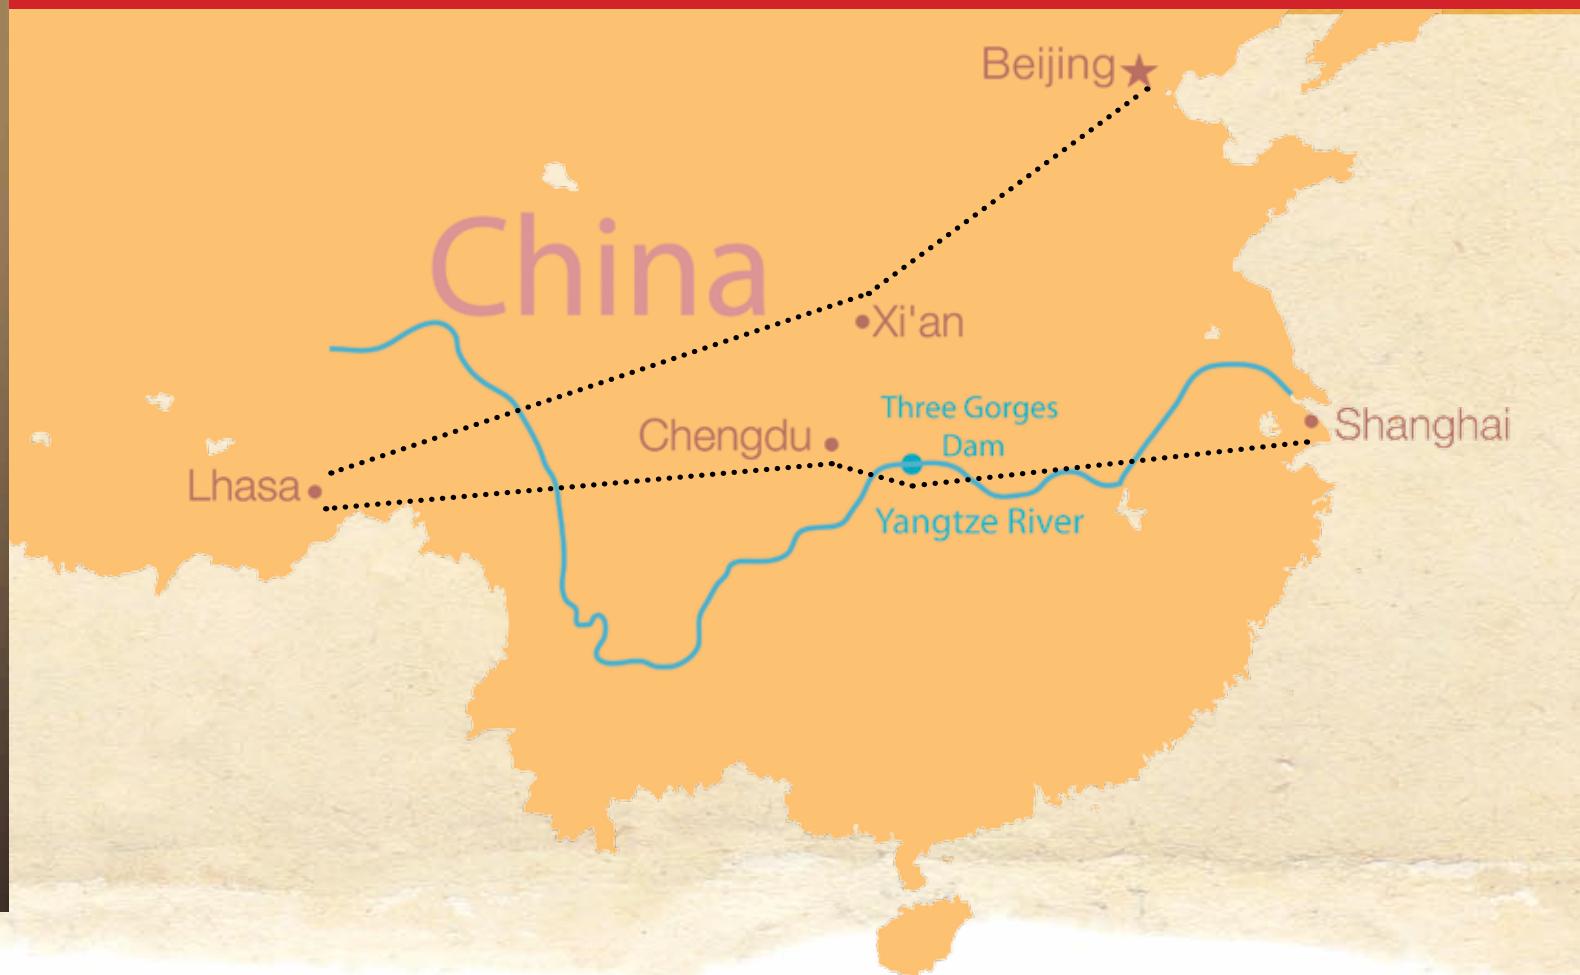 Beijing
China
Xi'an
Three Gorges
Dam
Chengdu
Shanghai
Lhasa
Yangtze River